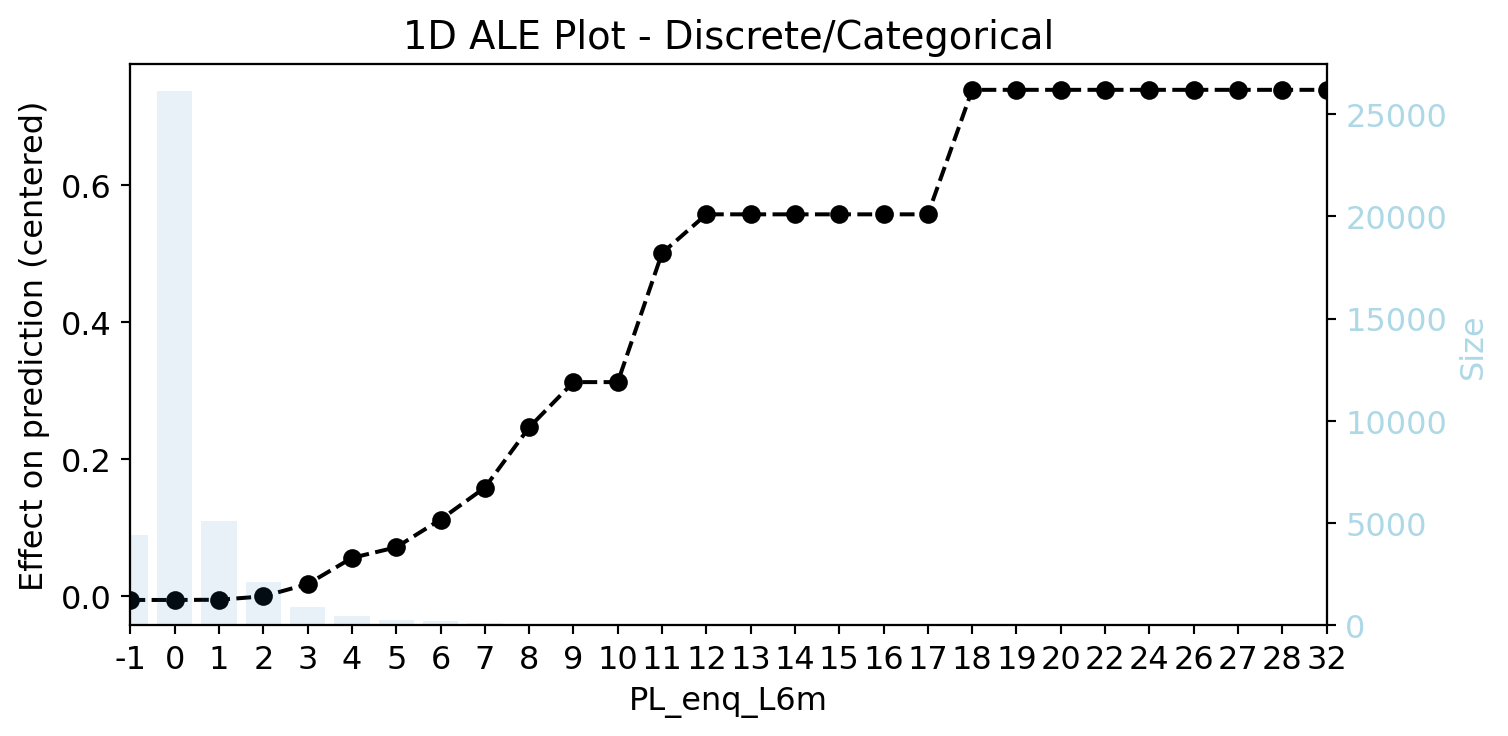 1D ALE Plot - Discrete/Categorical
Effect on prediction (centered)
0.6
0.4
0.2
0.0
25000
20000
15000
10000
5000
0
Size
-1 0 1 2 3 4 5 6 7 8 9 10 11 12 13 14 15 16 17 18 19 20 22 24 26 27 28 32
PL_enq_L6m